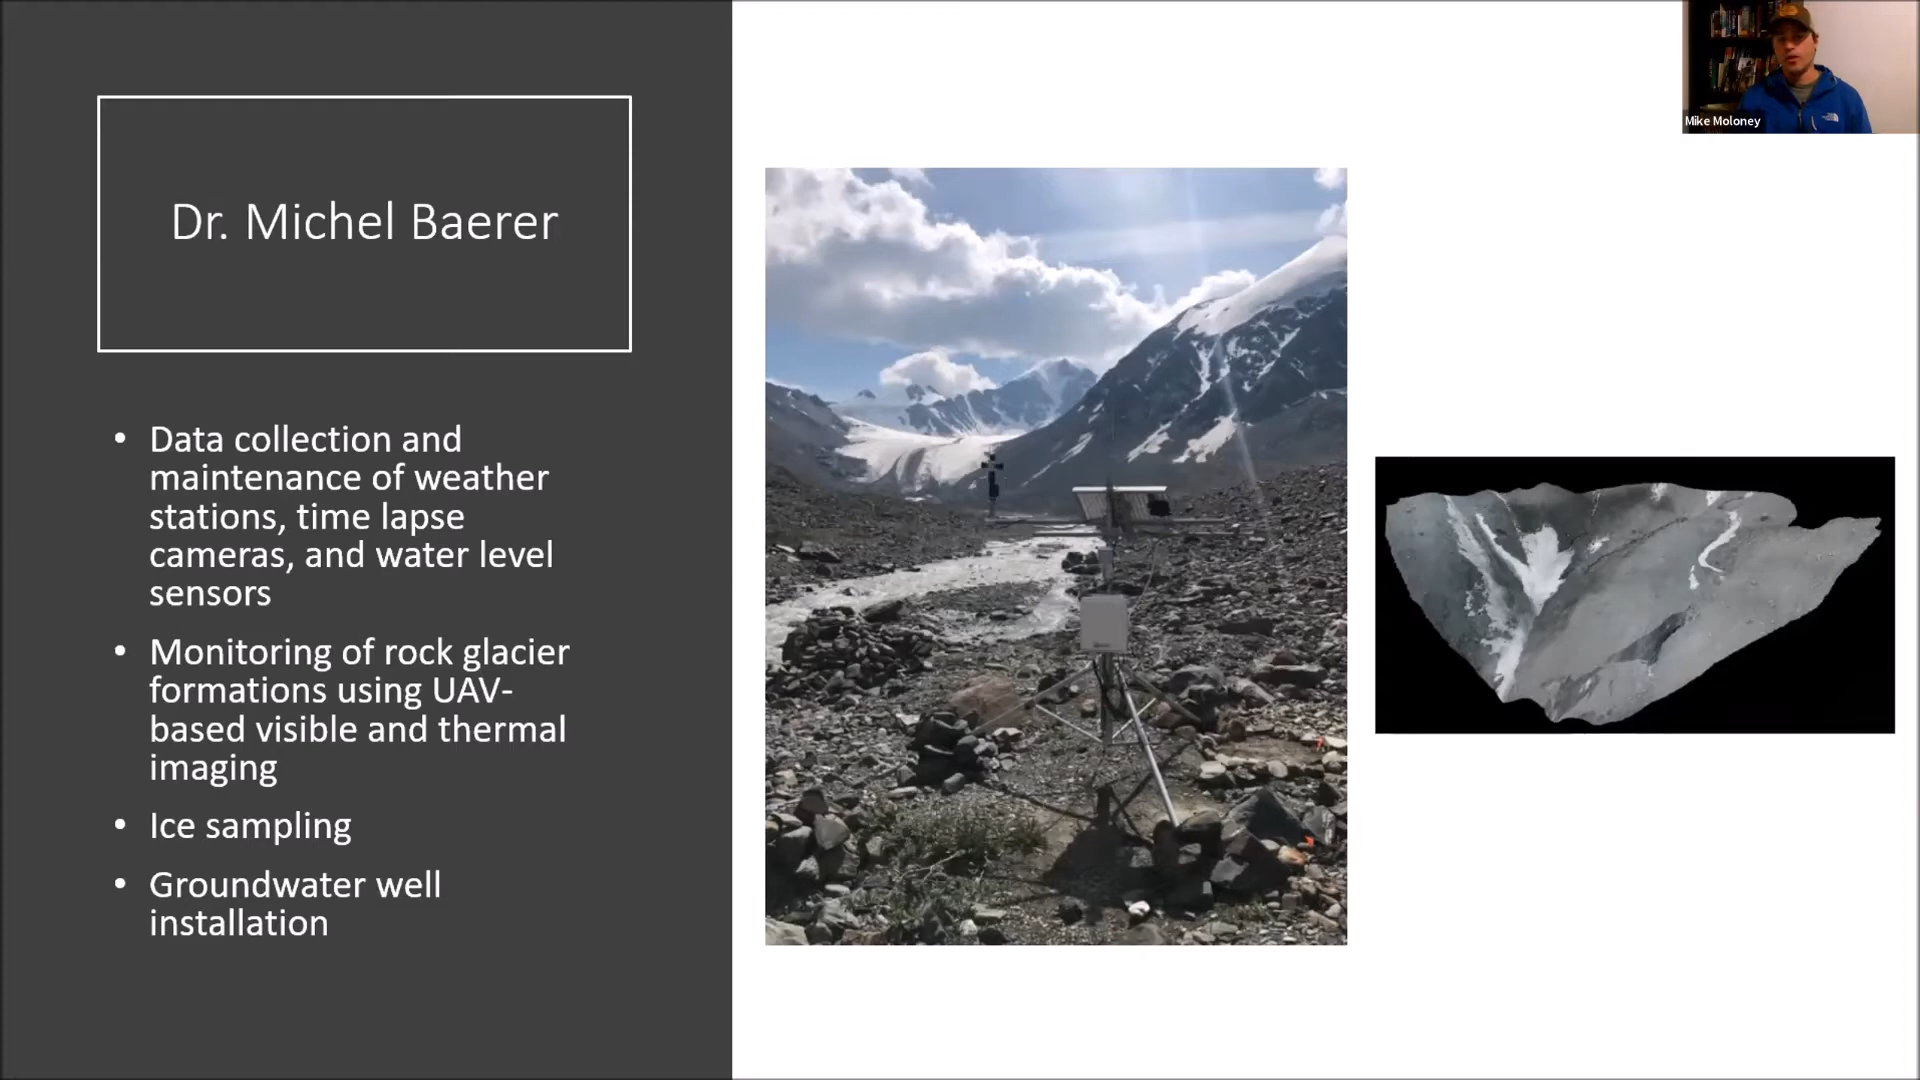 Dr. Michel Baerer
• Data collection and
maintenance of weather
stations, time lapse
cameras, and water level
sensors
• Monitoring of rock glacier
formations using UAV-
based visible and thermal
imaging
• Ice sampling
• Groundwater well
installation
Mike Moloney